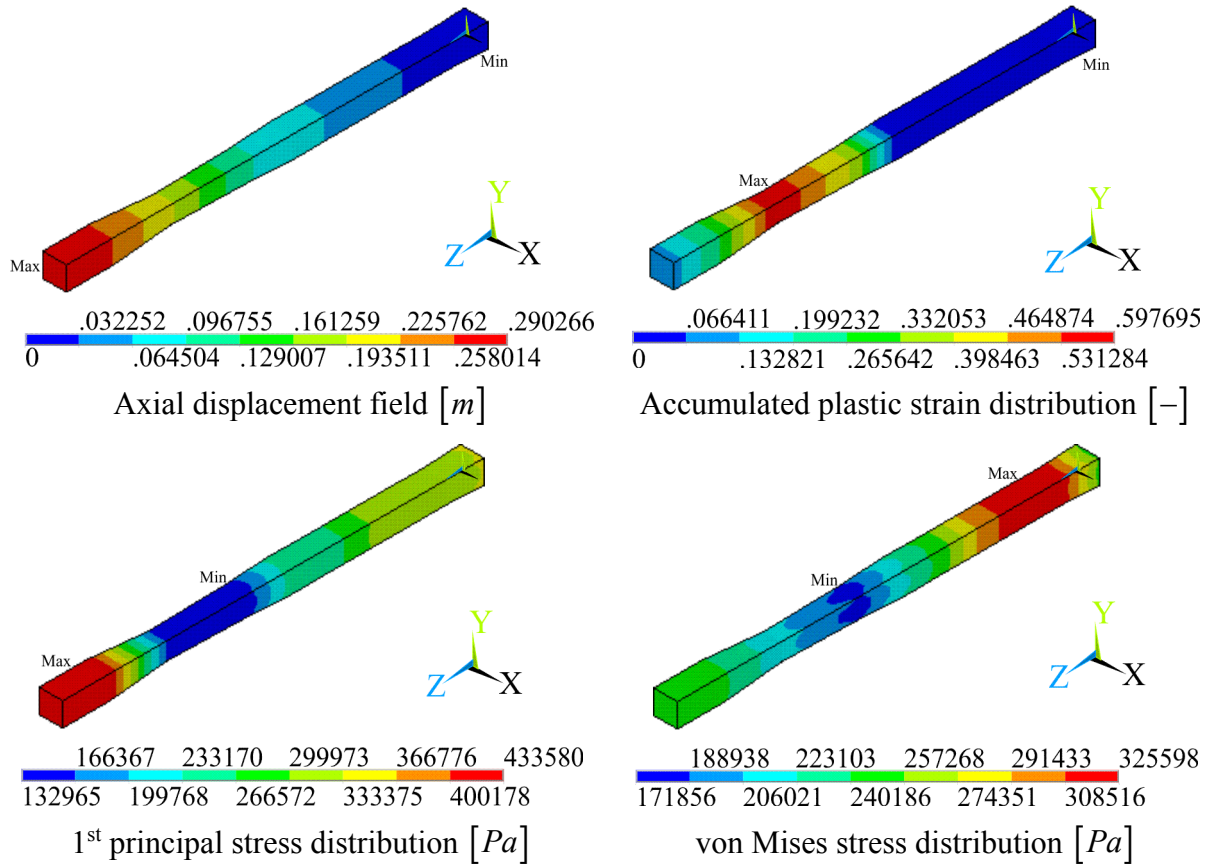 Min
Max
Y
Z
X
.032252 .096755 .161259 .225762 .290266
0 .064504 .129007 .193511 .258014
Axial displacement field [m]
Min
Max
Y
Z
X
.066411 .199232 .332053 .464874 .597695
0 .132821 .265642 .398463 .531284
Accumulated plastic strain distribution [−]
Min
Max
Y
Z
X
166367 233170 299973 366776 433580
132965 199768 266572 333375 400178
1st principal stress distribution [Pa]
Max
Min
Y
Z
X
188938 223103 257268 291433 325598
171856 206021 240186 274351 308516
von Mises stress distribution [Pa]